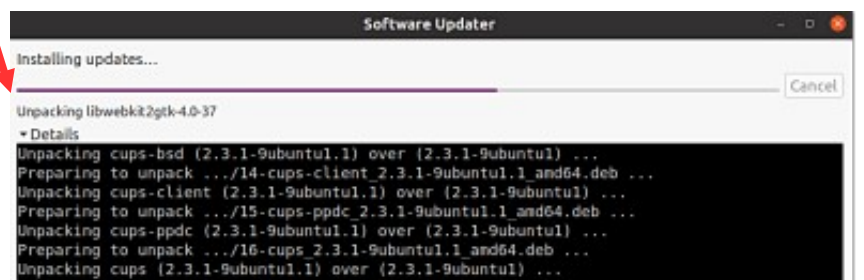 Software Updater
Installing updates...
Cancel
Unpacking libwebkit2gtk-4.0-37
Details
Unpacking cups-bsd (2.3.1-9ubuntu1.1) over (2.3.1-9ubuntu1) ...
Preparing to unpack .../14-cups-client_2.3.1-9ubuntu1.1_amd64.deb ...
Unpacking cups-client (2.3.1-9ubuntu1.1) over (2.3.1-9ubuntu1) ...
Preparing to unpack .../15-cups-ppdc_2.3.1-9ubuntu1.1_amd64.deb ...
Unpacking cups-ppdc (2.3.1-9ubuntu1.1) over (2.3.1-9ubuntu1) ...
Preparing to unpack .../16-cups_2.3.1-9ubuntu1.1_amd64.deb ...
Unpacking cups (2.3.1-9ubuntu1.1) over (2.3.1-9ubuntu1) ...